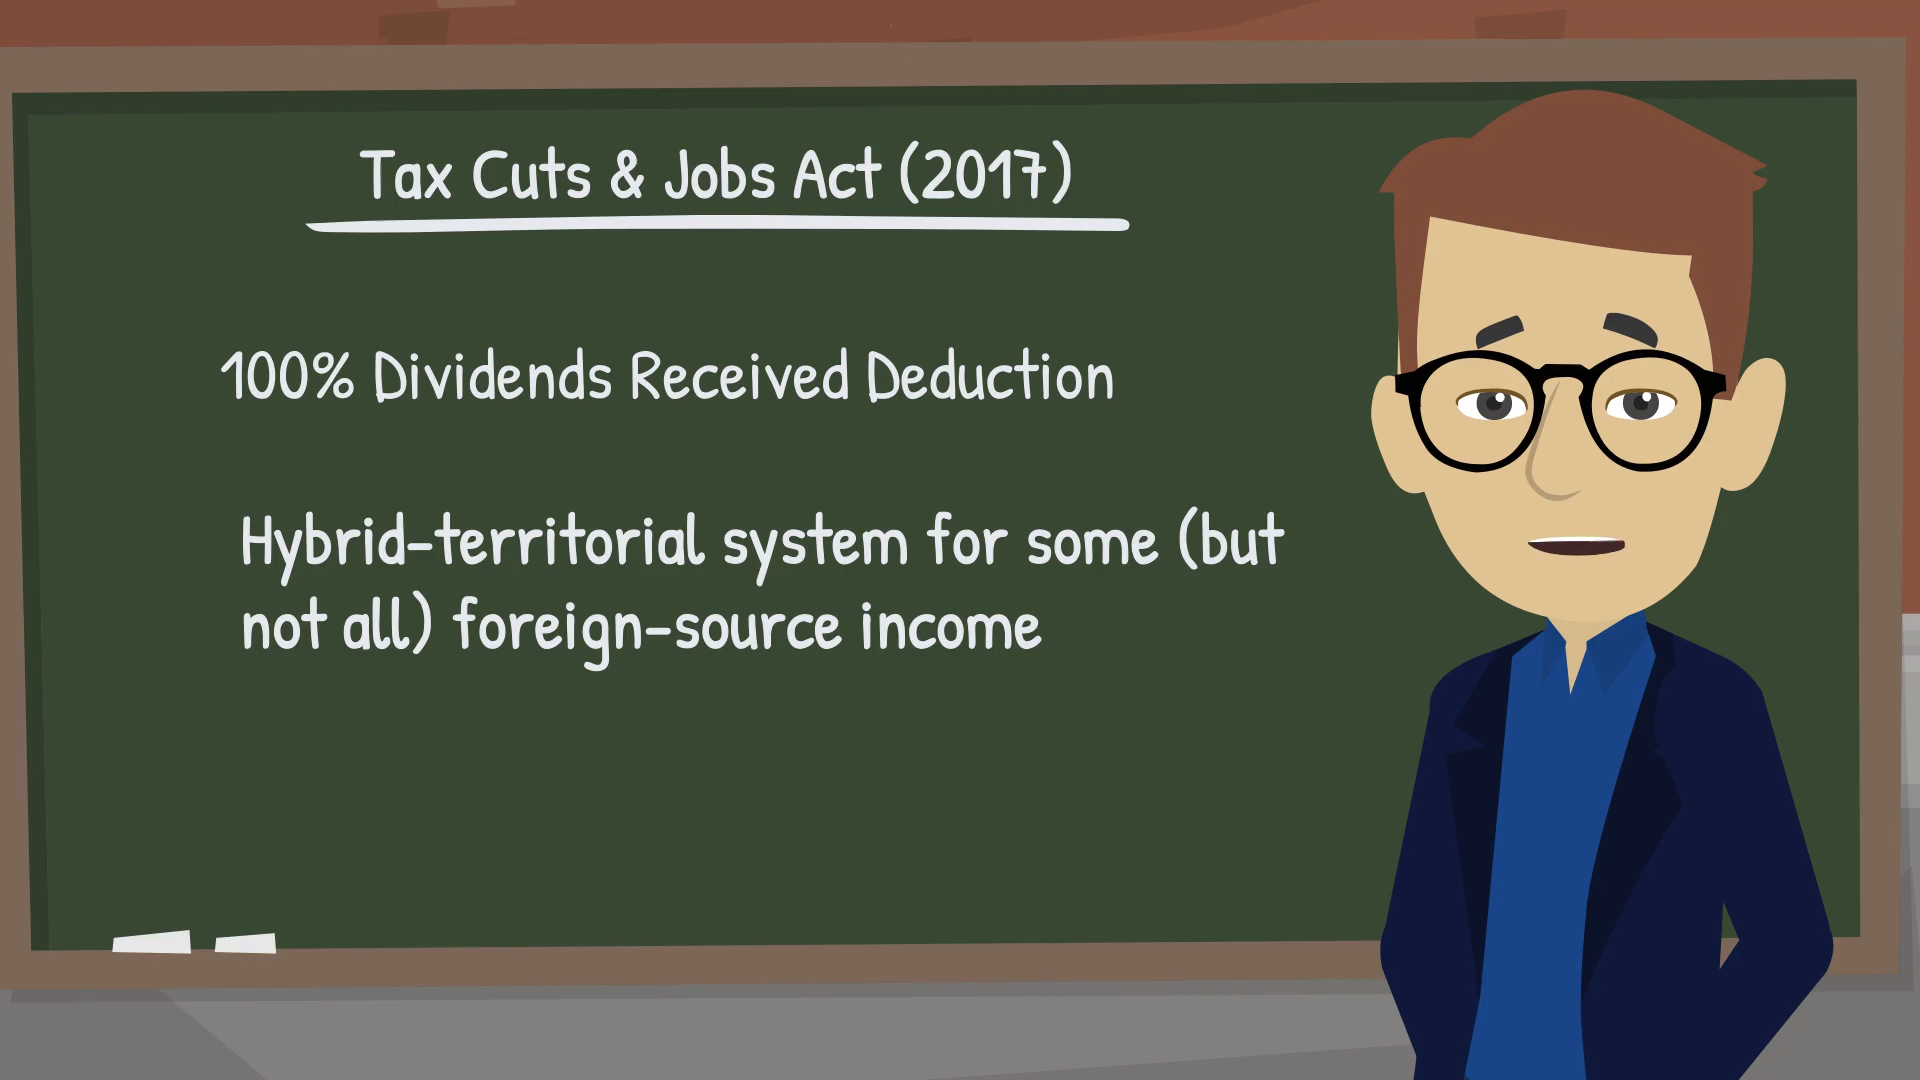 Tax Cuts & Jobs Act (2017)
100% Dividends Received Deduction
Hybrid-territorial system for some (but
not all) foreign-source income